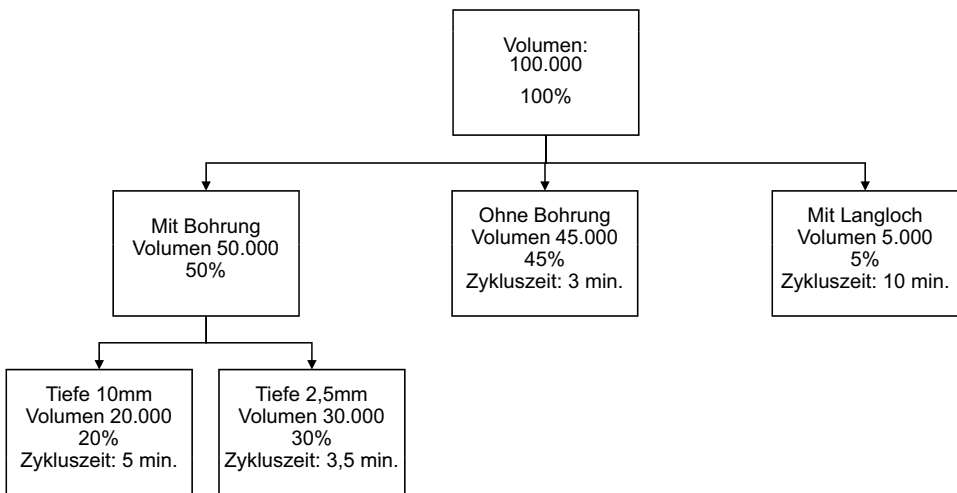 Volumen:
100.000
100%
Mit Bohrung
Volumen 50.000
50%
Ohne Bohrung
Volumen 45.000
45%
Zykluszeit: 3 min.
Mit Langloch
Volumen 5.000
5%
Zykluszeit: 10 min.
Tiefe 10mm
Volumen 20.000
20%
Zykluszeit: 5 min.
Tiefe 2,5mm
Volumen 30.000
30%
Zykluszeit: 3,5 min.